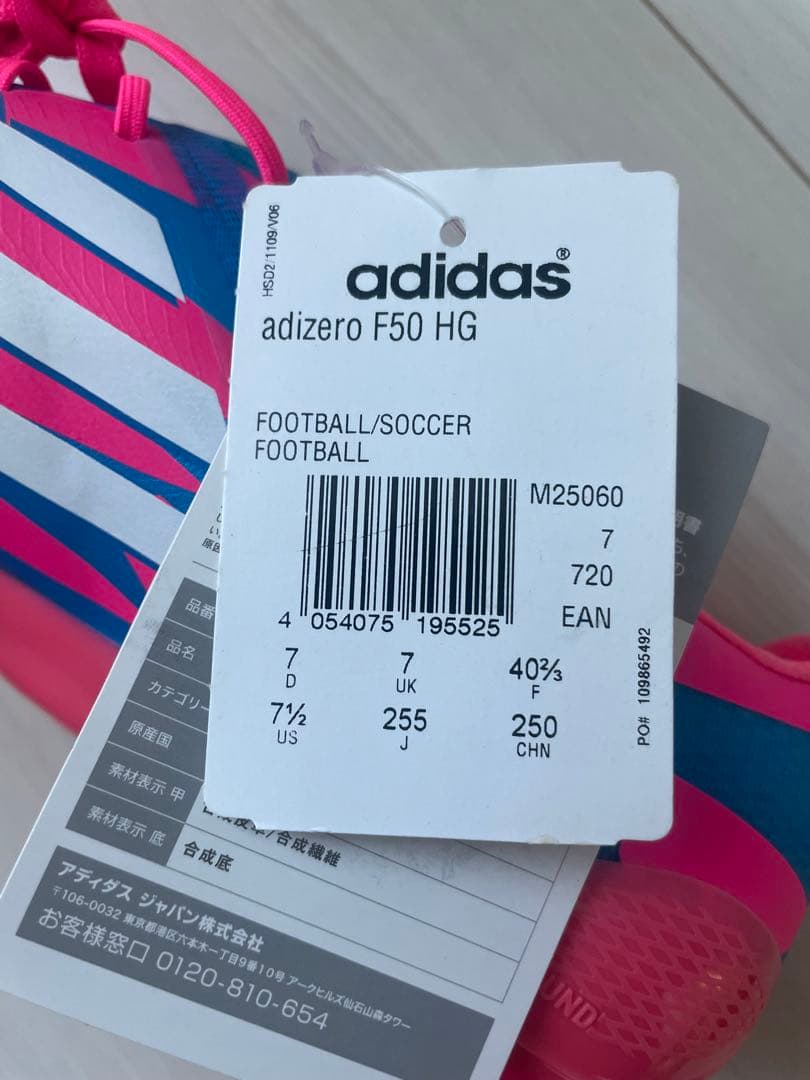 HSD2/1109/V06
adidas®
adizero F50 HG
FOOTBALL/SOCCER
FOOTBALL
M25060
7
720
EAN
4 054075 195525
7 7 40⅔
D UK F
7½ 255 250
US J CHN
PO# 109865492
明書
品番
品名
カテゴリー
原産国
素材表示 甲
合成皮革/合成繊維
素材表示 底
合成底
アディダス ジャパン株式会社
〒106-0032 東京都港区六本木一丁目9番10号 アークヒルズ仙石山森タワー
お客様窓口 0120-810-654
UND